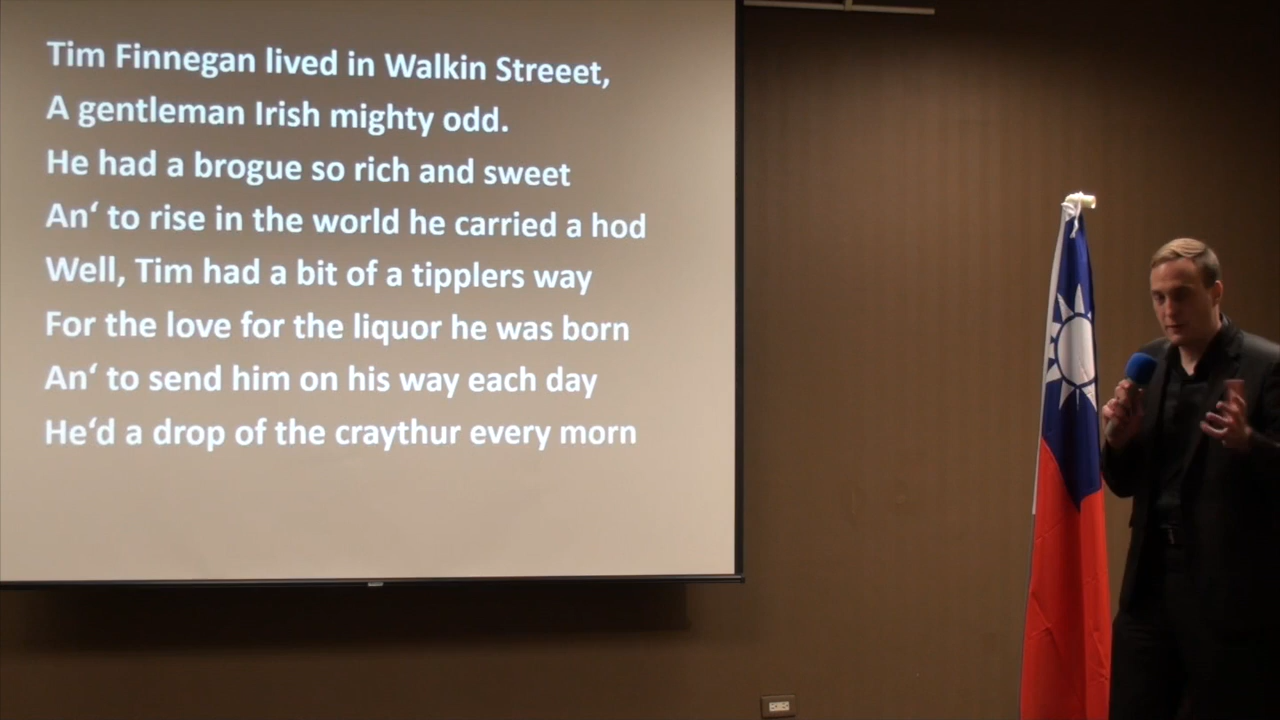 Tim Finnegan lived in Walkin Streeet,
A gentleman Irish mighty odd.
He had a brogue so rich and sweet
An‘ to rise in the world he carried a hod
Well, Tim had a bit of a tipplers way
For the love for the liquor he was born
An‘ to send him on his way each day
He‘d a drop of the craythur every morn